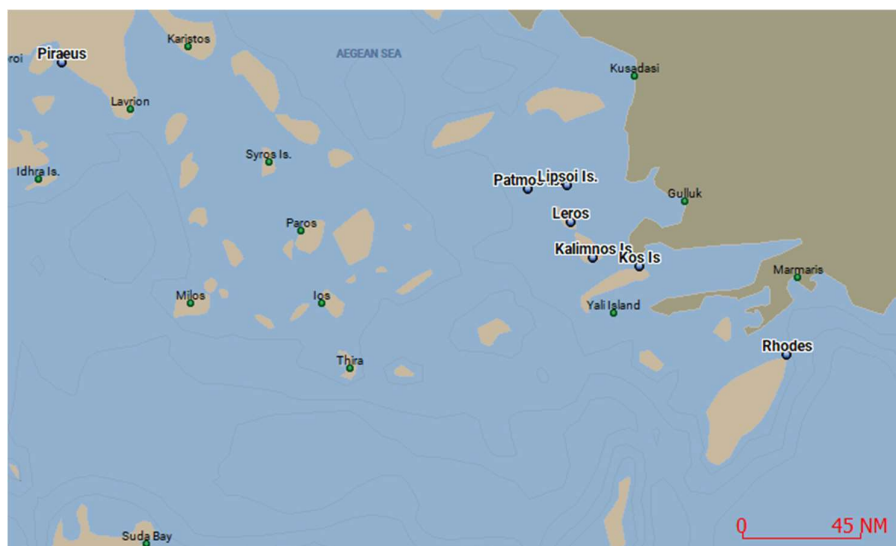 Karistos
AEGEAN SEA
Piraeus
roi
Kusadasi
Lavrion
Syros Is.
Idhra Is.
Patmos Is.
Lipsoi Is.
Gulluk
Leros
Paros
Kalimnos Is
Kos Is
Marmaris
Milos
Ios
Yali Island
Rhodes
Thira
0 45 NM
Suda Bay